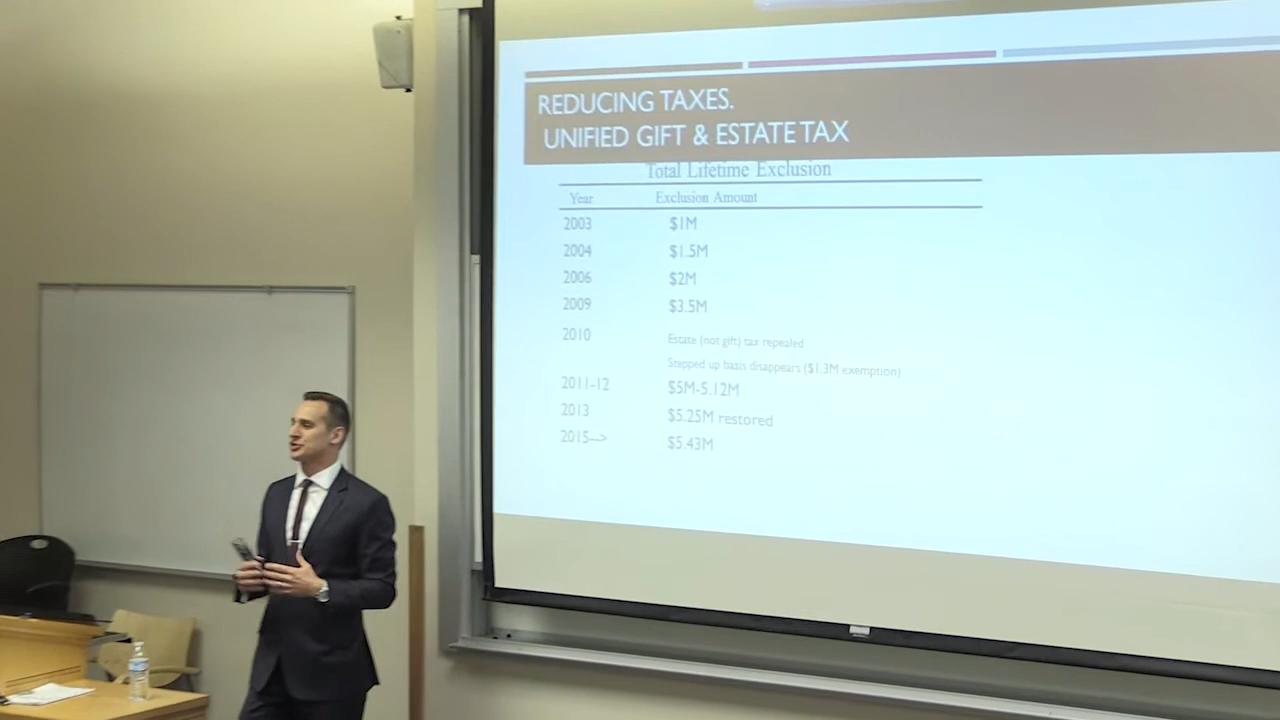 REDUCING TAXES.
UNIFIED GIFT & ESTATE TAX
Total Lifetime Exclusion
Year Exclusion Amount
2003 $1M
2004 $1.5M
2006 $2M
2009 $3.5M
2010 Estate (not gift) tax repealed
Stepped up basis disappears ($1.3M exemption)
2011-12 $5M-5.12M
2013 $5.25M restored
2015--> $5.43M